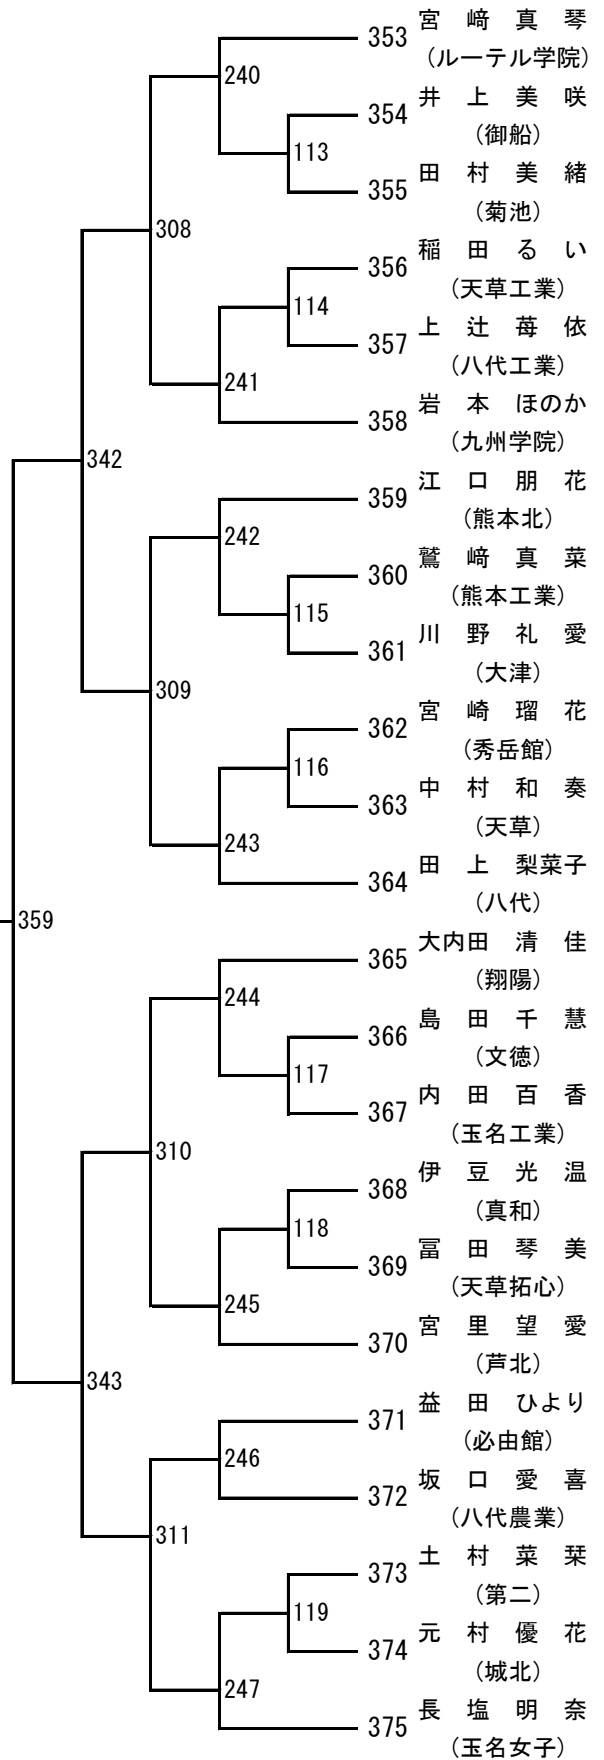 353 宮﨑真琴
(ルーテル学院)
240
354 井上美咲
(御船)
113
355 田村美緒
(菊池)
308
356 稲田るい
(天草工業)
114
357 上辻苺依
(八代工業)
241
358 岩本ほのか
(九州学院)
342
359 江口朋花
(熊本北)
242
360 鷲﨑真菜
(熊本工業)
115
361 川野礼愛
(大津)
309
362 宮崎瑠花
(秀岳館)
116
363 中村和奏
(天草)
243
364 田上梨菜子
(八代)
359
365 大内田清佳
(翔陽)
244
366 島田千慧
(文徳)
117
367 内田百香
(玉名工業)
310
368 伊豆光温
(真和)
118
369 冨田琴美
(天草拓心)
245
370 宮里望愛
(芦北)
343
371 益田ひより
(必由館)
246
372 坂口愛喜
(八代農業)
311
373 土村菜栞
(第二)
119
374 元村優花
(城北)
247
375 長塩明奈
(玉名女子)